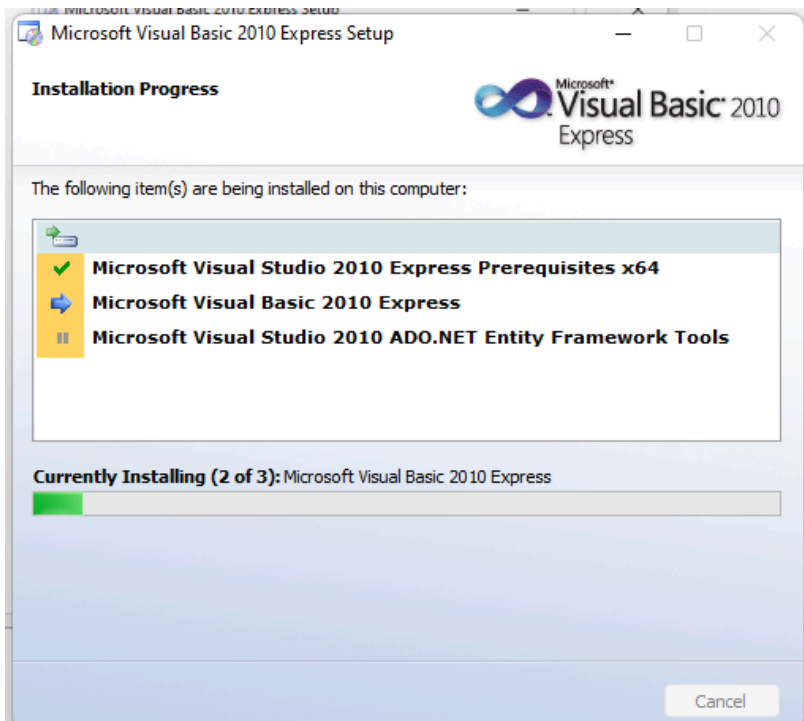 Microsoft Visual Basic 2010 Express Setup
Microsoft Visual Basic 2010 Express Setup
Installation Progress
Microsoft
Visual Basic 2010
Express
The following item(s) are being installed on this computer:
Microsoft Visual Studio 2010 Express Prerequisites x64
Microsoft Visual Basic 2010 Express
Microsoft Visual Studio 2010 ADO.NET Entity Framework Tools
Currently Installing (2 of 3): Microsoft Visual Basic 2010 Express
Cancel